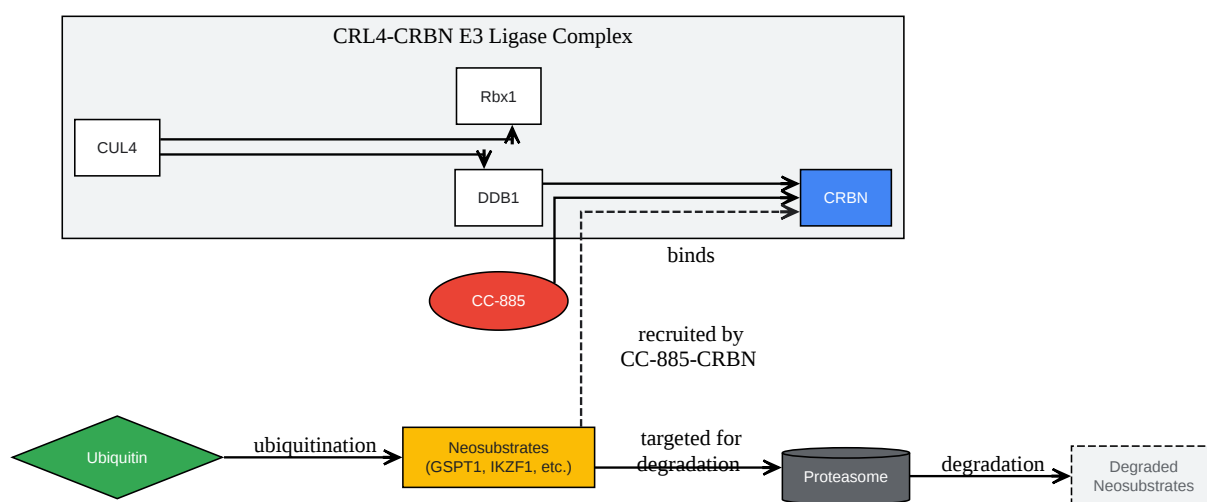 CRL4-CRBN E3 Ligase Complex
Rbx1
CUL4
DDB1
CRBN
binds
CC-885
recruited by
CC-885-CRBN
Ubiquitin
ubiquitination
Neosubstrates
(GSPT1, IKZF1, etc.)
targeted for
degradation
Proteasome
degradation
Degraded
Neosubstrates